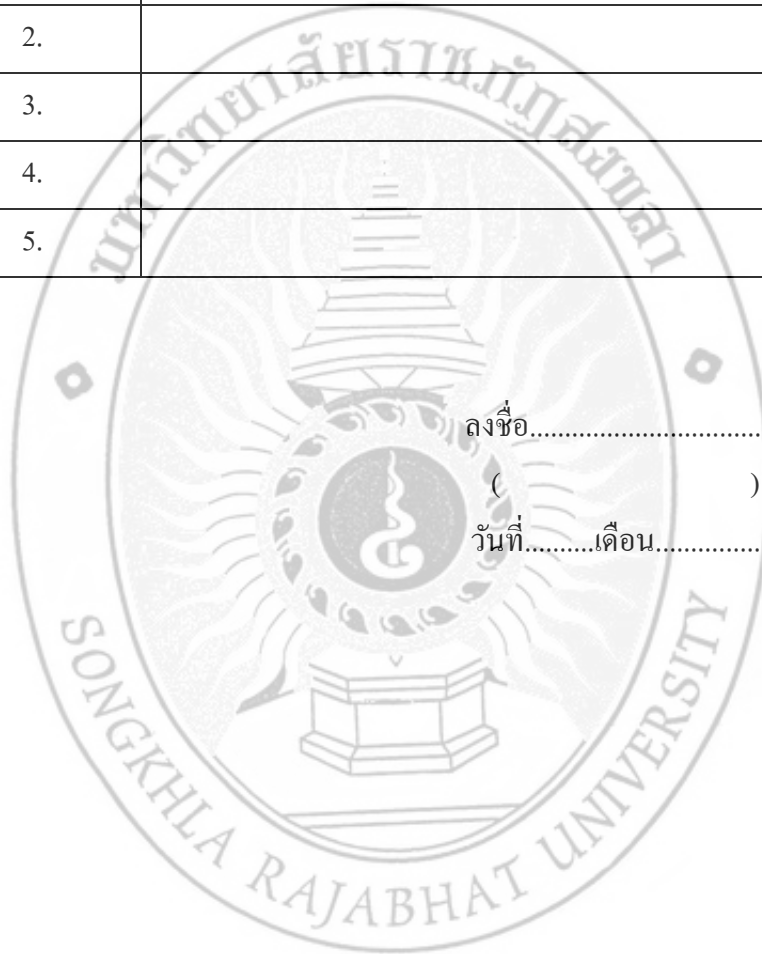 2.
มหาวิทยาลัยราชภัฏสงขลา
3.
4.
5.
ลงชื่อ.................................
( )
วันที่..........เดือน...............
SONGKHLA RAJABHAT UNIVERSITY